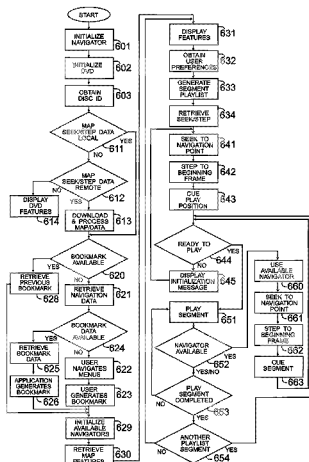 START
INITIALIZE
NAVIGATOR
601
INITIALIZE
DVD
602
OBTAIN
DISC ID
603
MAP
SEEK/STEP DATA
LOCAL
YES
611
NO
MAP
SEEK/STEP DATA
REMOTE
NO
612
YES
DISPLAY
DVD
FEATURES
614
DOWNLOAD
& PROCESS
MAP/DATA
613
BOOKMARK
AVAILABLE
YES
620
NO
RETRIEVE
PREVIOUS
BOOKMARK
628
RETRIEVE
NAVIGATION
DATA
621
BOOKMARK
DATA
AVAILABLE
YES
624
NO
RETRIEVE
BOOKMARK
DATA
625
USER
NAVIGATES
MENUS
622
APPLICATION
GENERATES
BOOKMARK
626
USER
GENERATES
BOOKMARK
623
INITIALIZE
AVAILABLE
NAVIGATORS
629
RETRIEVE
MAP
FEATURES
630
DISPLAY
FEATURES
631
OBTAIN
USER
PREFERENCES
632
GENERATE
SEGMENT
PLAYLIST
633
RETRIEVE
SEEK/STEP
634
SEEK TO
NAVIGATION
POINT
641
STEP TO
BEGINNING
FRAME
642
CUE
PLAY
POSITION
643
READY TO
PLAY
644
YES
NO
DISPLAY
INITIALIZATION
MESSAGE
645
PLAY
SEGMENT
651
NAVIGATOR
AVAILABLE
652
YES
YES/NO
PLAY
SEGMENT
COMPLETED
NO
653
YES
ANOTHER
PLAYLIST
SEGMENT
YES
654
USE
AVAILABLE
NAVIGATOR
660
SEEK TO
NAVIGATION
POINT
661
STEP TO
BEGINNING
FRAME
662
CUE
SEGMENT
663